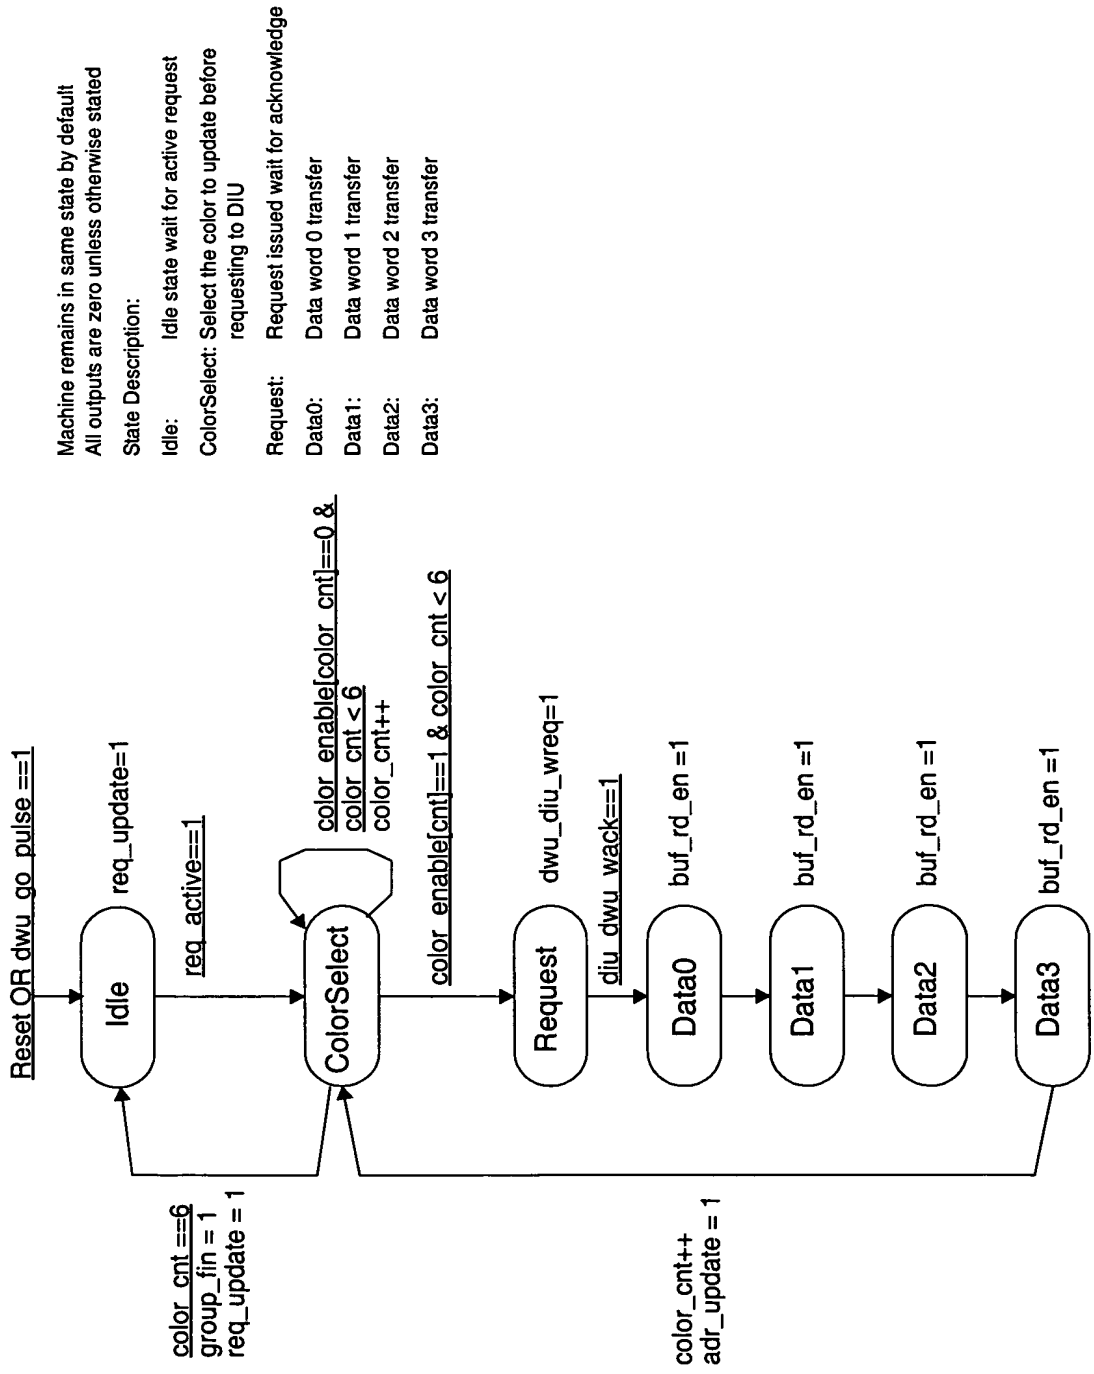 Reset OR dwu_go_pulse ==1
Idle
req_update=1
req_active==1
color_cnt ==6
group_fin = 1
req_update = 1
ColorSelect
color_enable[color_cnt]==0 &
color_cnt < 6
color_cnt++
color_enable[cnt]==1 & color_cnt < 6
Request
dwu_diu_wreq=1
diu_dwu_wack==1
Data0
buf_rd_en =1
Data1
buf_rd_en =1
Data2
buf_rd_en =1
Data3
buf_rd_en =1
color_cnt++
adr_update = 1
Machine remains in same state by default
All outputs are zero unless otherwise stated
State Description:
Idle: Idle state wait for active request
ColorSelect: Select the color to update before
requesting to DIU
Request: Request issued wait for acknowledge
Data0: Data word 0 transfer
Data1: Data word 1 transfer
Data2: Data word 2 transfer
Data3: Data word 3 transfer